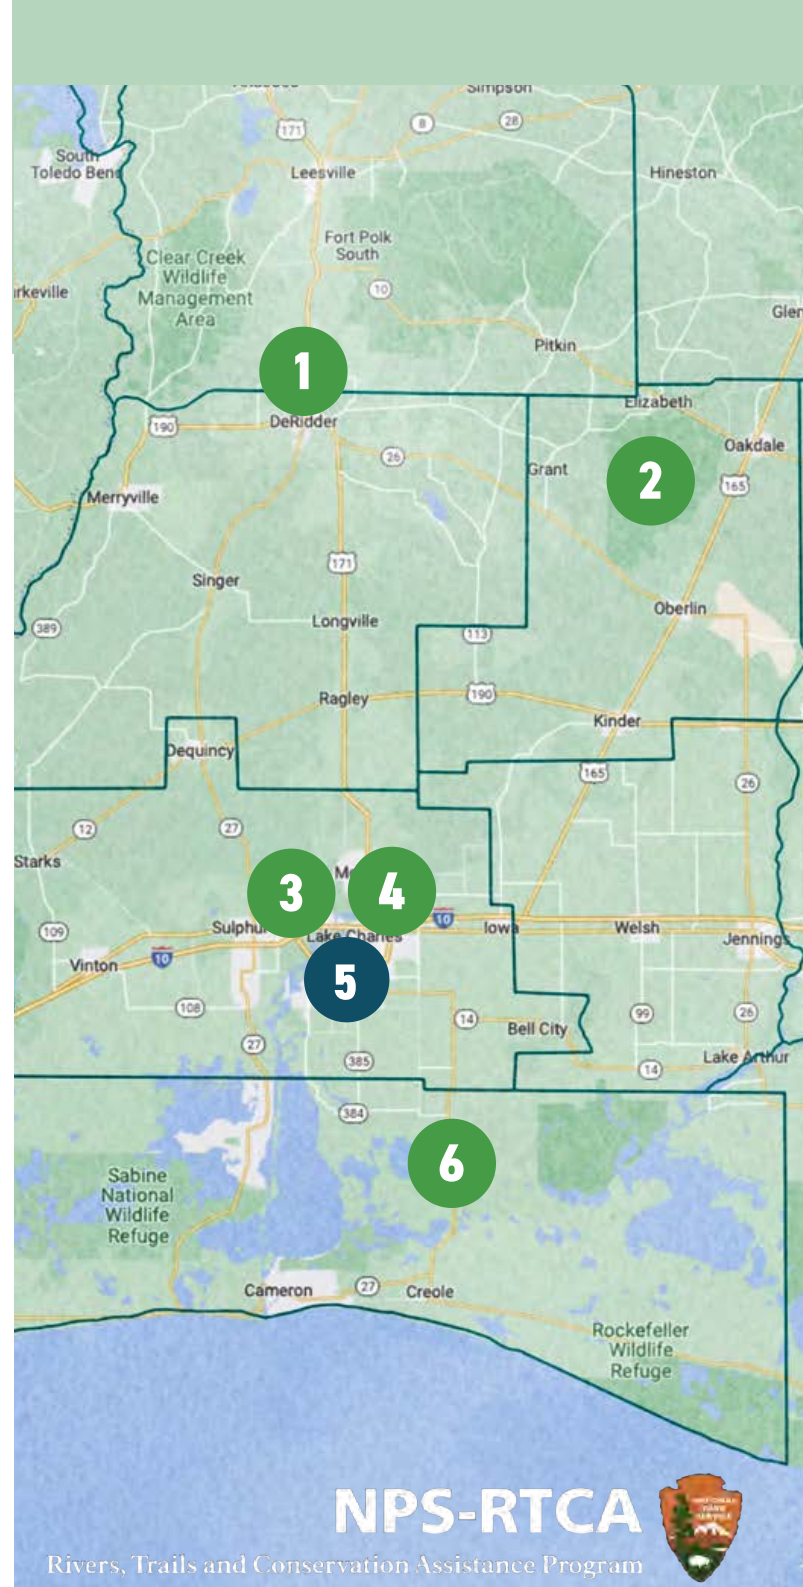 Simpson
171
8
28
South
Toledo Bend
Leesville
Hineston
Fort Polk
South
Clear Creek
Wildlife
Management
Area
10
Pitkin
1
Elizabeth
DeRidder
190
26
Oakdale
Grant
2
165
Merryville
171
Singer
Oberlin
Longville
389
113
Ragley
190
Kinder
Dequincy
165
26
12
27
Starks
3
4
109
Sulphur
Lake Charles
10
Iowa
Welsh
Jennings
Vinton
10
5
108
14
Bell City
99
26
27
385
14
Lake Arthur
384
6
Sabine
National
Wildlife
Refuge
Cameron
27
Creole
Rockefeller
Wildlife
Refuge
NPS-RTCA
Rivers, Trails and Conservation Assistance Program